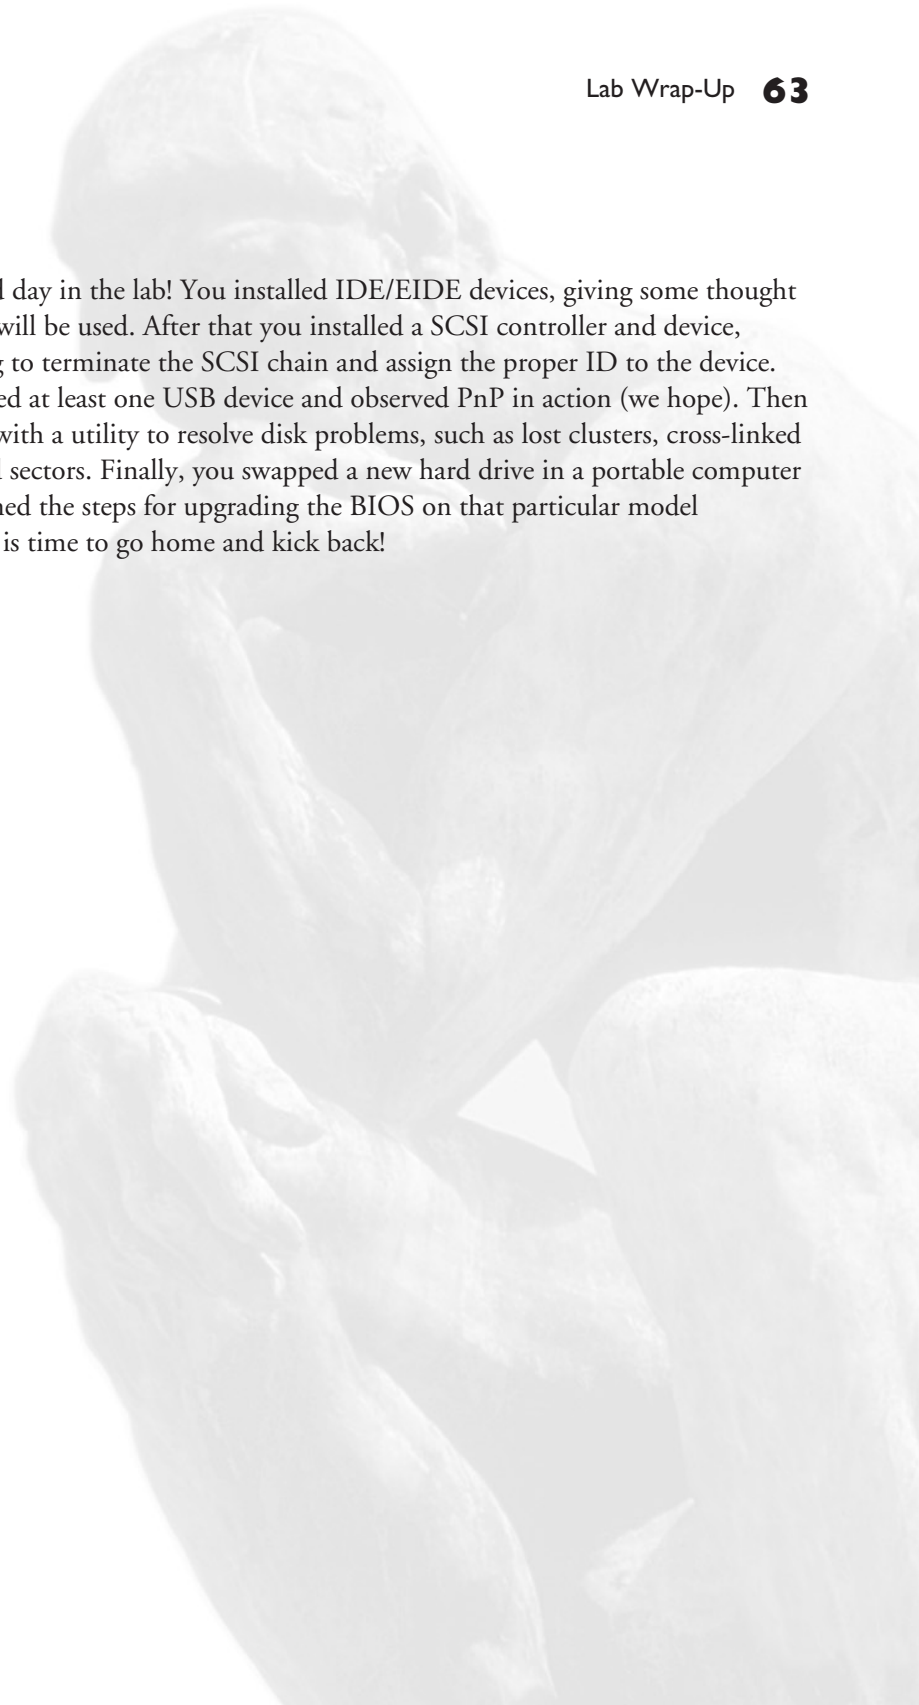 Lab Wrap-Up 63
day in the lab! You installed IDE/EIDE devices, giving some thought
will be used. After that you installed a SCSI controller and device,
to terminate the SCSI chain and assign the proper ID to the device.
ed at least one USB device and observed PnP in action (we hope). Then
with a utility to resolve disk problems, such as lost clusters, cross-linked
sectors. Finally, you swapped a new hard drive in a portable computer
ned the steps for upgrading the BIOS on that particular model
is time to go home and kick back!